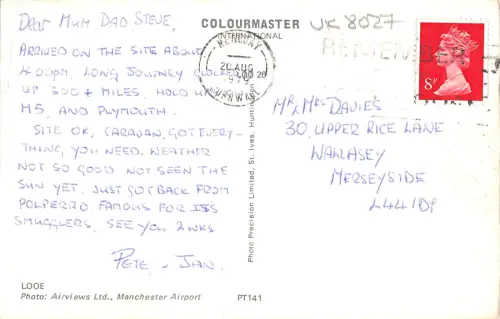 DEAR MUM DAD, STEVE,
ARRIVED ON THE SITE ABOUT
4.00PM. LONG JOURNEY CLOCKED
UP 300 + MILES. HOLD UP
M5, AND PLYMOUTH.
SITE OK, CARAVAN, GOT EVERY-
THING, YOU NEED. WEATHER
NOT SO GOOD NOT SEEN THE
SUN YET, JUST GOT BACK FROM
POLPERRO FAMOUS FOR ITS
SMUGGLERS, SEE YOU 2 WKS
PETE. - JAN.
LOOE
Photo: Airviews Ltd., Manchester Airport
PT141
COLOURMASTER
INTERNATIONAL
Photo Precision Limited, St. Ives, Hunt
UK 8027
REMEMBER
20 AUG
1979
CORNWALL
8P
MR & MRS DAVIES
30, UPPER RICE LANE
WALLASEY
MERSEYSIDE